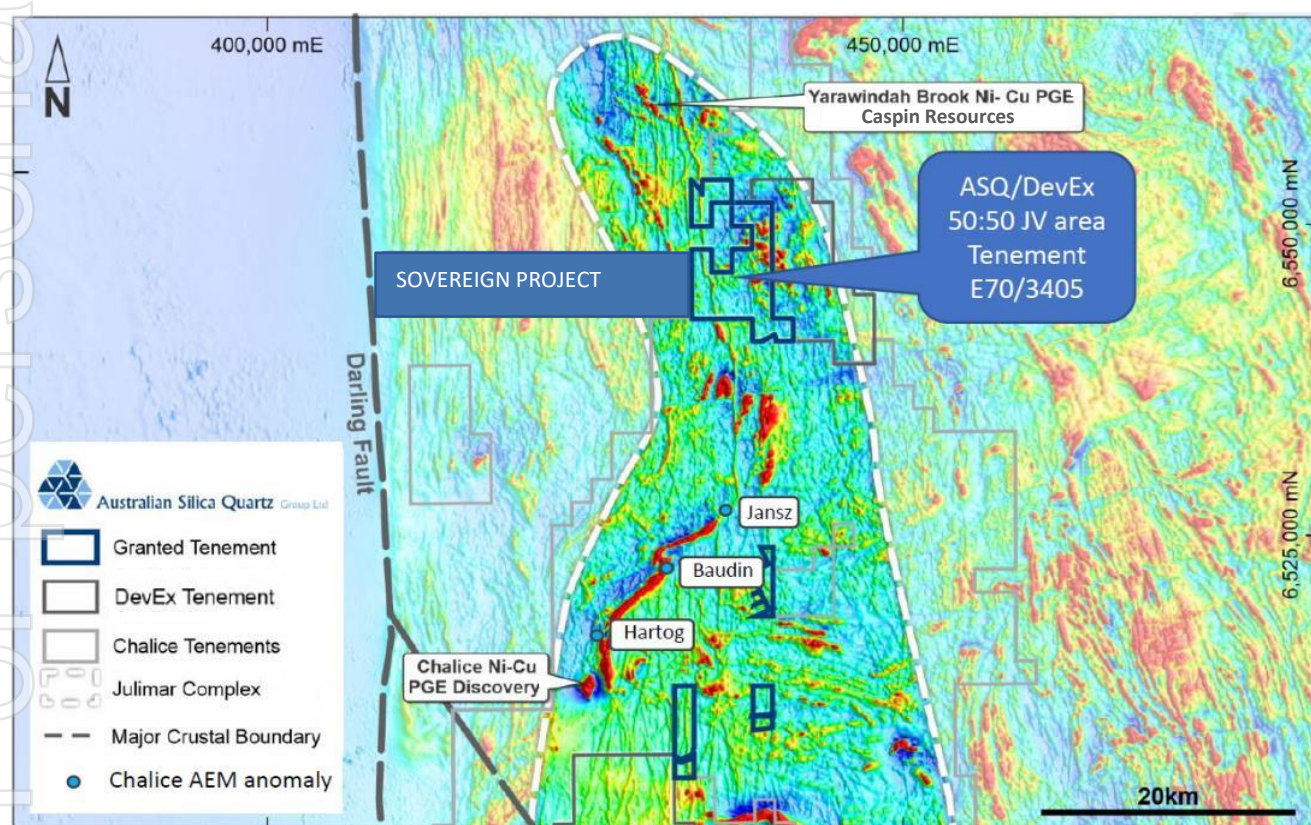 400,000 mE
450,000 mE
N
Yarawindah Brook Ni- Cu PGE
Caspin Resources
ASQ/DevEx
50:50 JV area
Tenement
E70/3405
6,550,000 mN
SOVEREIGN PROJECT
Darling Fault
Jansz
Baudin
6,525,000 mN
Hartog
Chalice Ni-Cu
PGE Discovery
Australian Silica Quartz Group Ltd
Granted Tenement
DevEx Tenement
Chalice Tenements
Julimar Complex
Major Crustal Boundary
Chalice AEM anomaly
20km